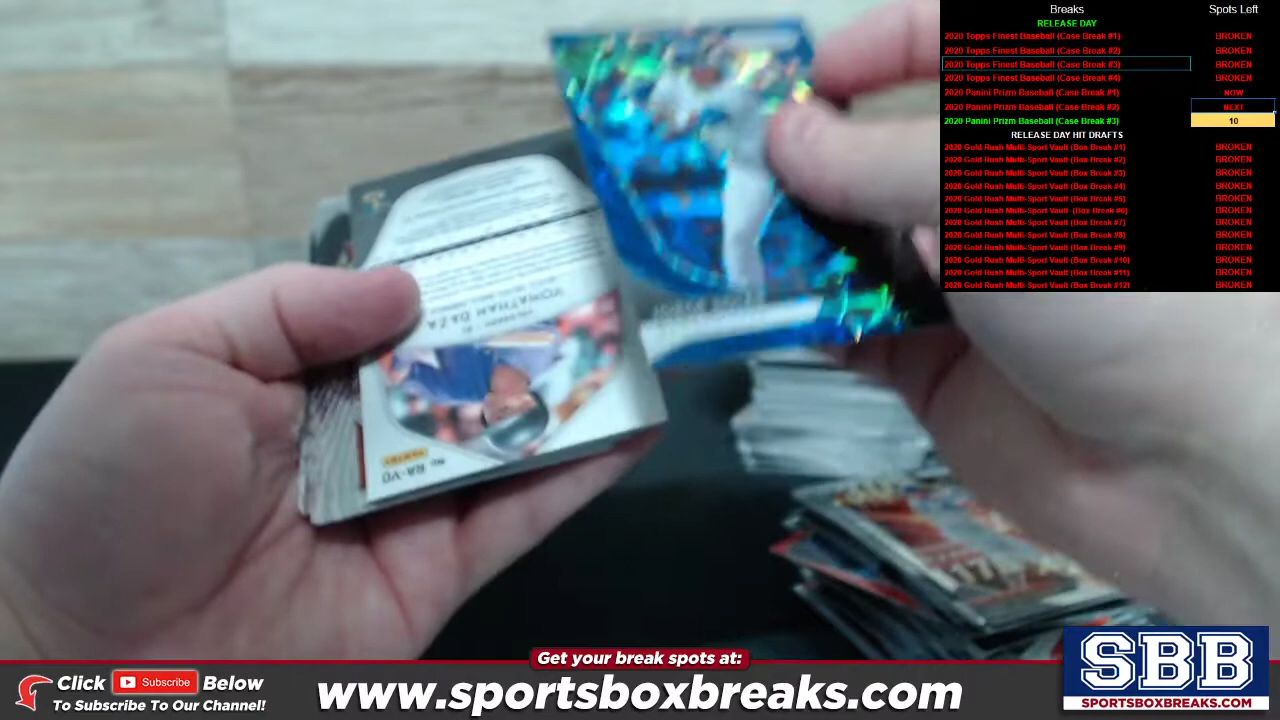 Breaks Spots Left
RELEASE DAY
2020 Topps Finest Baseball (Case Break #1) BROKEN
2020 Topps Finest Baseball (Case Break #2) BROKEN
2020 Topps Finest Baseball (Case Break #3) BROKEN
2020 Topps Finest Baseball (Case Break #4) BROKEN
2020 Panini Prizm Baseball (Case Break #1) NOW
2020 Panini Prizm Baseball (Case Break #2) NEXT
2020 Panini Prizm Baseball (Case Break #3) 10
RELEASE DAY HIT DRAFTS
2020 Gold Rush Multi-Sport Vault (Box Break #1) BROKEN
2020 Gold Rush Multi-Sport Vault (Box Break #2) BROKEN
2020 Gold Rush Multi-Sport Vault (Box Break #3) BROKEN
2020 Gold Rush Multi-Sport Vault (Box Break #4) BROKEN
2020 Gold Rush Multi-Sport Vault (Box Break #5) BROKEN
2020 Gold Rush Multi-Sport Vault (Box Break #6) BROKEN
2020 Gold Rush Multi-Sport Vault (Box Break #7) BROKEN
2020 Gold Rush Multi-Sport Vault (Box Break #8) BROKEN
2020 Gold Rush Multi-Sport Vault (Box Break #9) BROKEN
2020 Gold Rush Multi-Sport Vault (Box Break #10) BROKEN
2020 Gold Rush Multi-Sport Vault (Box Break #11) BROKEN
2020 Gold Rush Multi-Sport Vault (Box Break #12) BROKEN
YONATHAN DAZA
PANINI
No. RA-YD
Get your break spots at:
Click Subscribe Below
To Subscribe To Our Channel!
www.sportsboxbreaks.com
SBB
SPORTSBOXBREAKS.COM